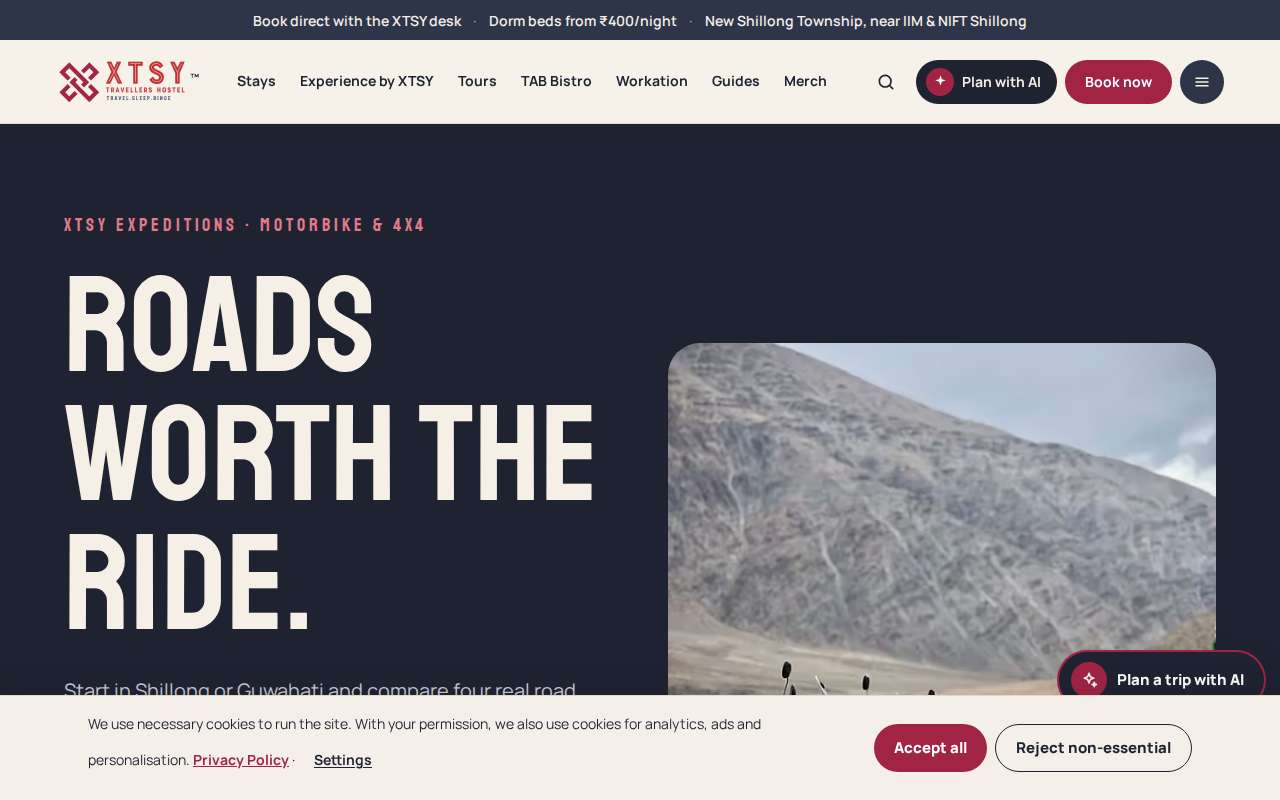 Book direct with the XTSY desk · Dorm beds from ₹400/night · New Shillong Township, near IIM & NIFT Shillong
XTSY ™
TRAVELLERS HOSTEL
TRAVEL.SLEEP.BINGE
Stays Experience by XTSY Tours TAB Bistro Workation Guides Merch Plan with AI Book now
XTSY EXPEDITIONS · MOTORBIKE & 4X4
ROADS
WORTH THE
RIDE.
Start in Shillong or Guwahati and compare four real road
Plan a trip with AI
We use necessary cookies to run the site. With your permission, we also use cookies for analytics, ads and
personalisation. Privacy Policy · Settings
Accept all Reject non-essential